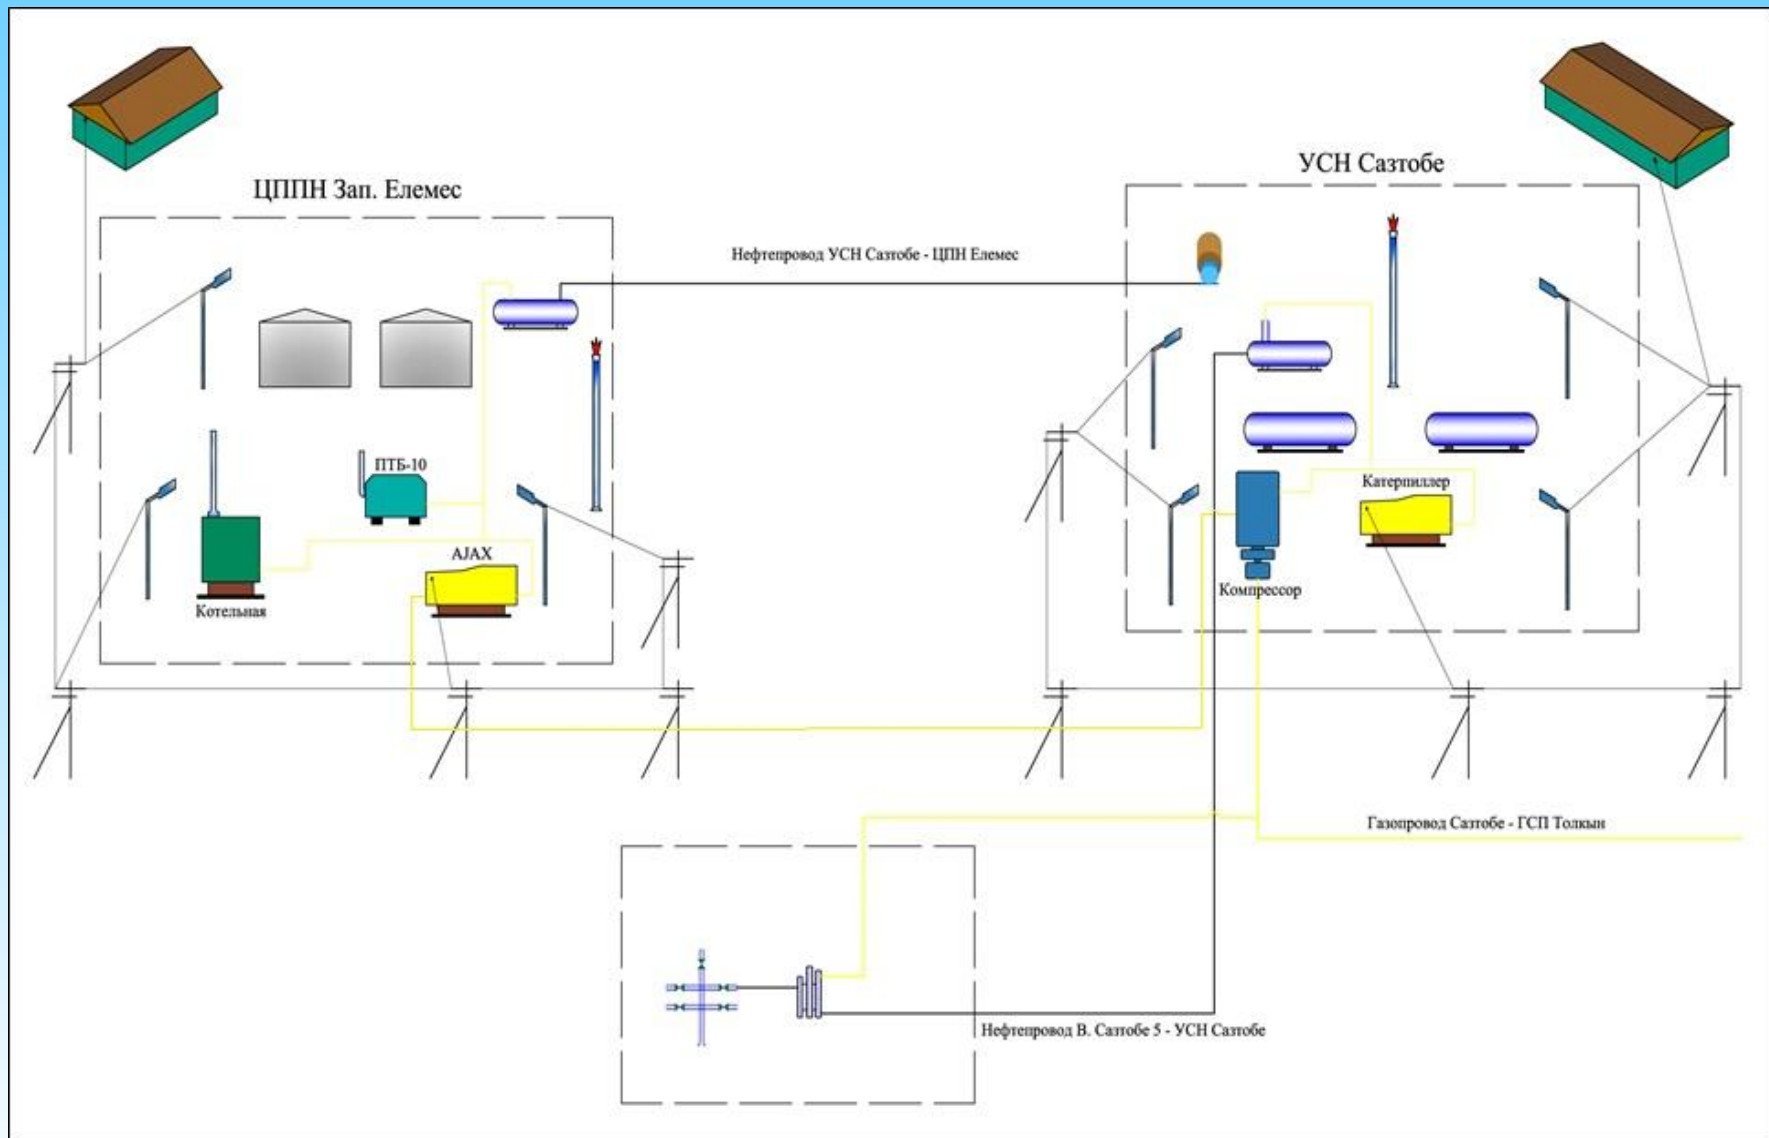 УСН Сазтобе
ЦППН Зап. Елемес
Нефтепровод УСН Сазтобе - ЦПН Елемес
ПТБ-10
Катерпиллер
AJAX
Компрессор
Котельная
Газопровод Сазтобе - ГСП Толкын
Нефтепровод В. Сазтобе 5 - УСН Сазтобе